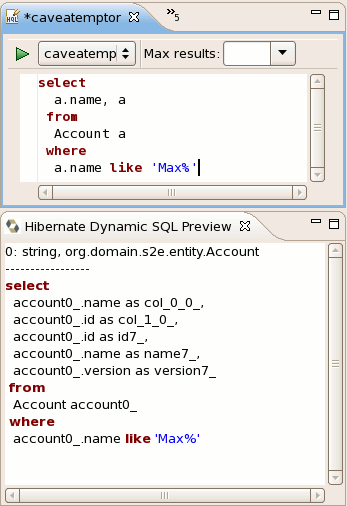 HQL *caveatemptor »5
caveatemp Max results:
select
a.name, a
from
Account a
where
a.name like 'Max%'
Hibernate Dynamic SQL Preview
0: string, org.domain.s2e.entity.Account
-----------------
select
account0_.name as col_0_0_,
account0_.id as col_1_0_,
account0_.id as id7_,
account0_.name as name7_,
account0_.version as version7_
from
Account account0_
where
account0_.name like 'Max%'